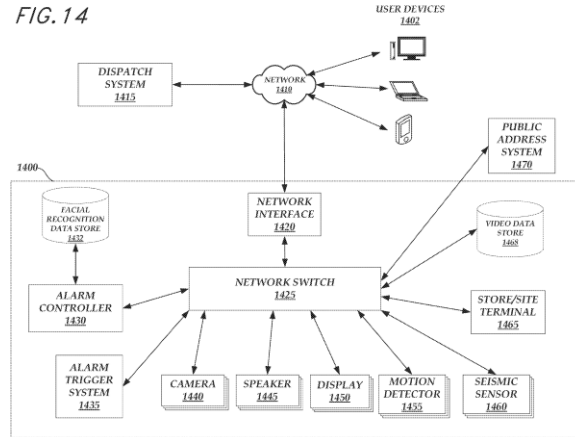 FIG. 14
USER DEVICES
1402
DISPATCH
SYSTEM
1415
NETWORK
1410
PUBLIC
ADDRESS
SYSTEM
1470
1400
FACIAL
RECOGNITION
DATA STORE
1432
NETWORK
INTERFACE
1420
VIDEO DATA
STORE
1468
ALARM
CONTROLLER
1430
NETWORK SWITCH
1425
STORE/SITE
TERMINAL
1465
ALARM
TRIGGER
SYSTEM
1435
CAMERA
1440
SPEAKER
1445
DISPLAY
1450
MOTION
DETECTOR
1455
SEISMIC
SENSOR
1460